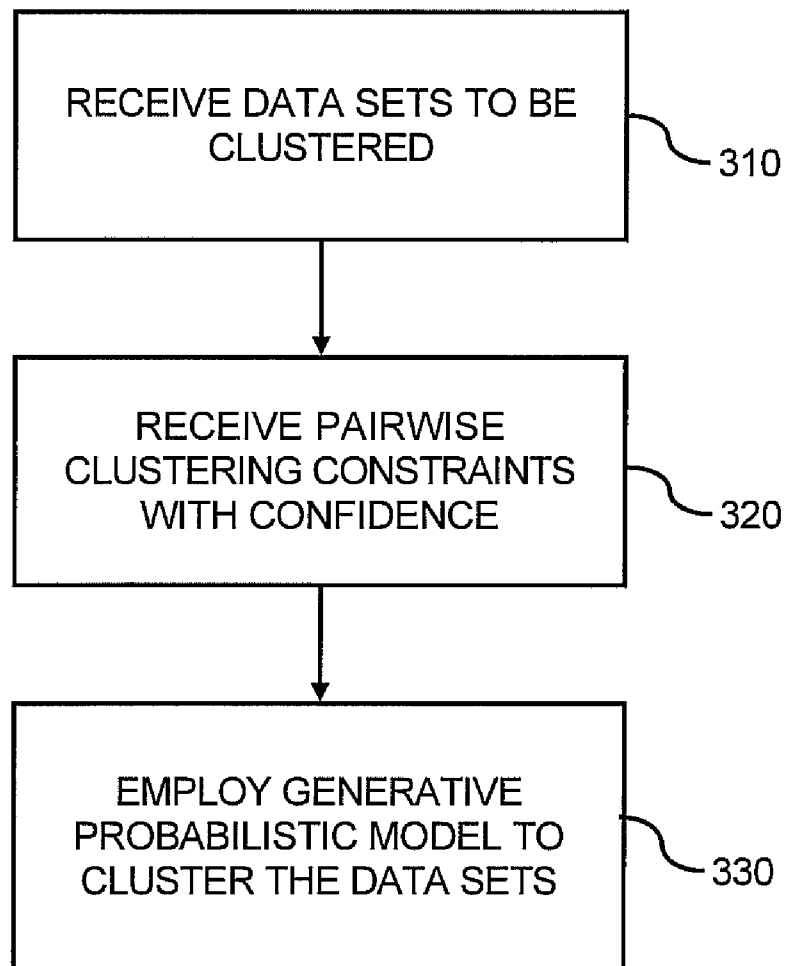 RECEIVE DATA SETS TO BE
CLUSTERED
310
RECEIVE PAIRWISE
CLUSTERING CONSTRAINTS
WITH CONFIDENCE
320
EMPLOY GENERATIVE
PROBABILISTIC MODEL TO
CLUSTER THE DATA SETS
330